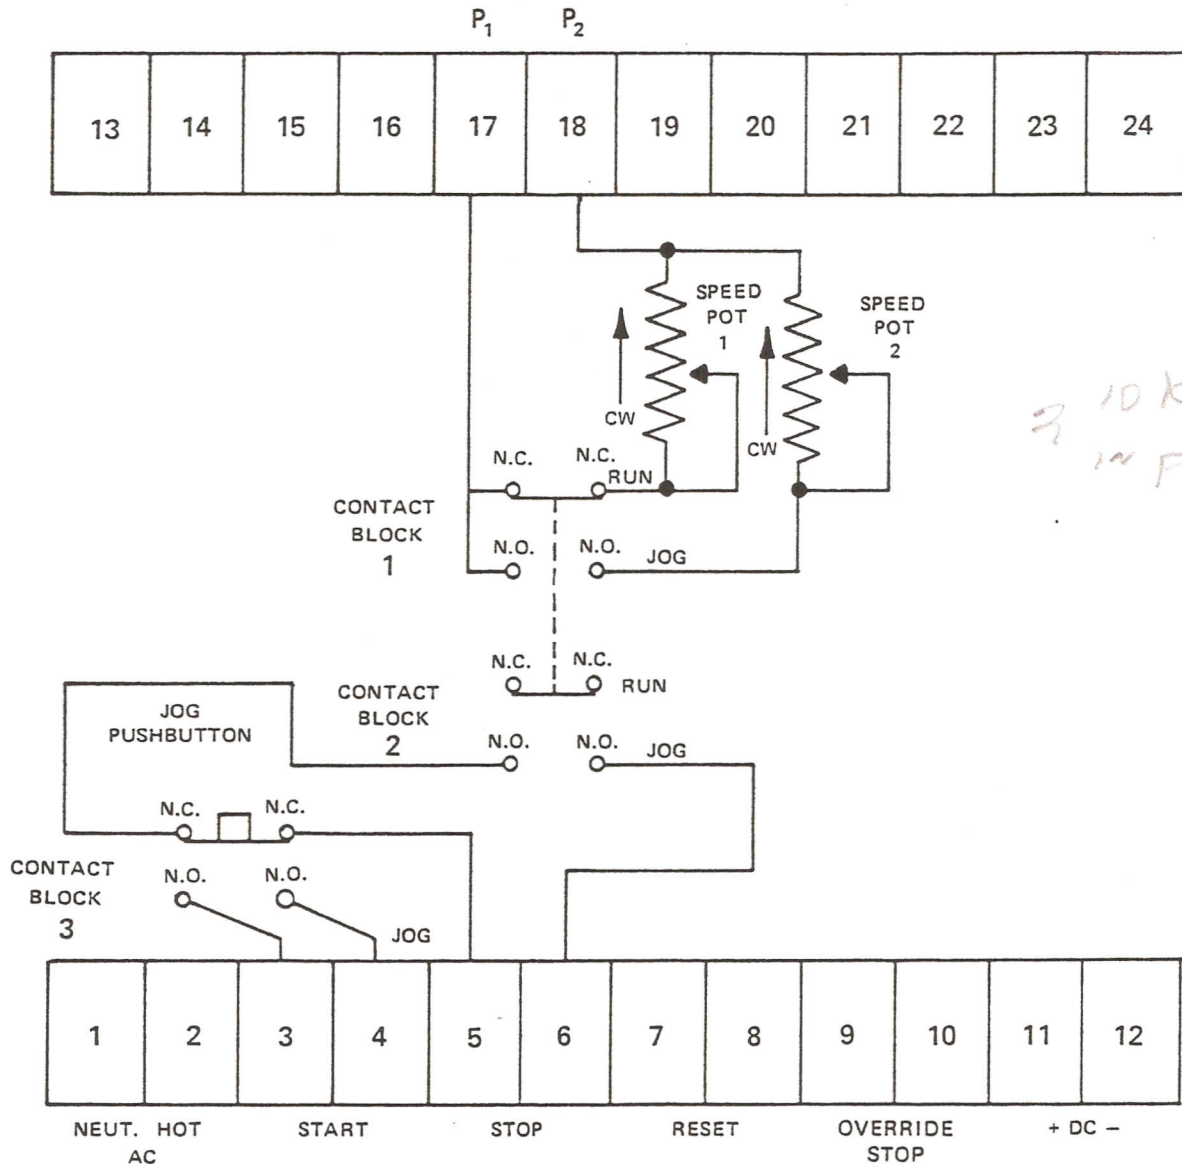 P1 P2
13 14 15 16 17 18 19 20 21 22 23 24
SPEED POT 1
SPEED POT 2
CW
CW
10 K
N.C. N.C. RUN
CONTACT BLOCK 1
N.O. N.O. JOG
N.C. N.C. RUN
CONTACT BLOCK 2
JOG PUSHBUTTON
N.O. N.O. JOG
N.C. N.C.
CONTACT BLOCK 3
N.O. N.O.
JOG
1 2 3 4 5 6 7 8 9 10 11 12
NEUT. HOT START STOP RESET OVERRIDE + DC –
AC STOP